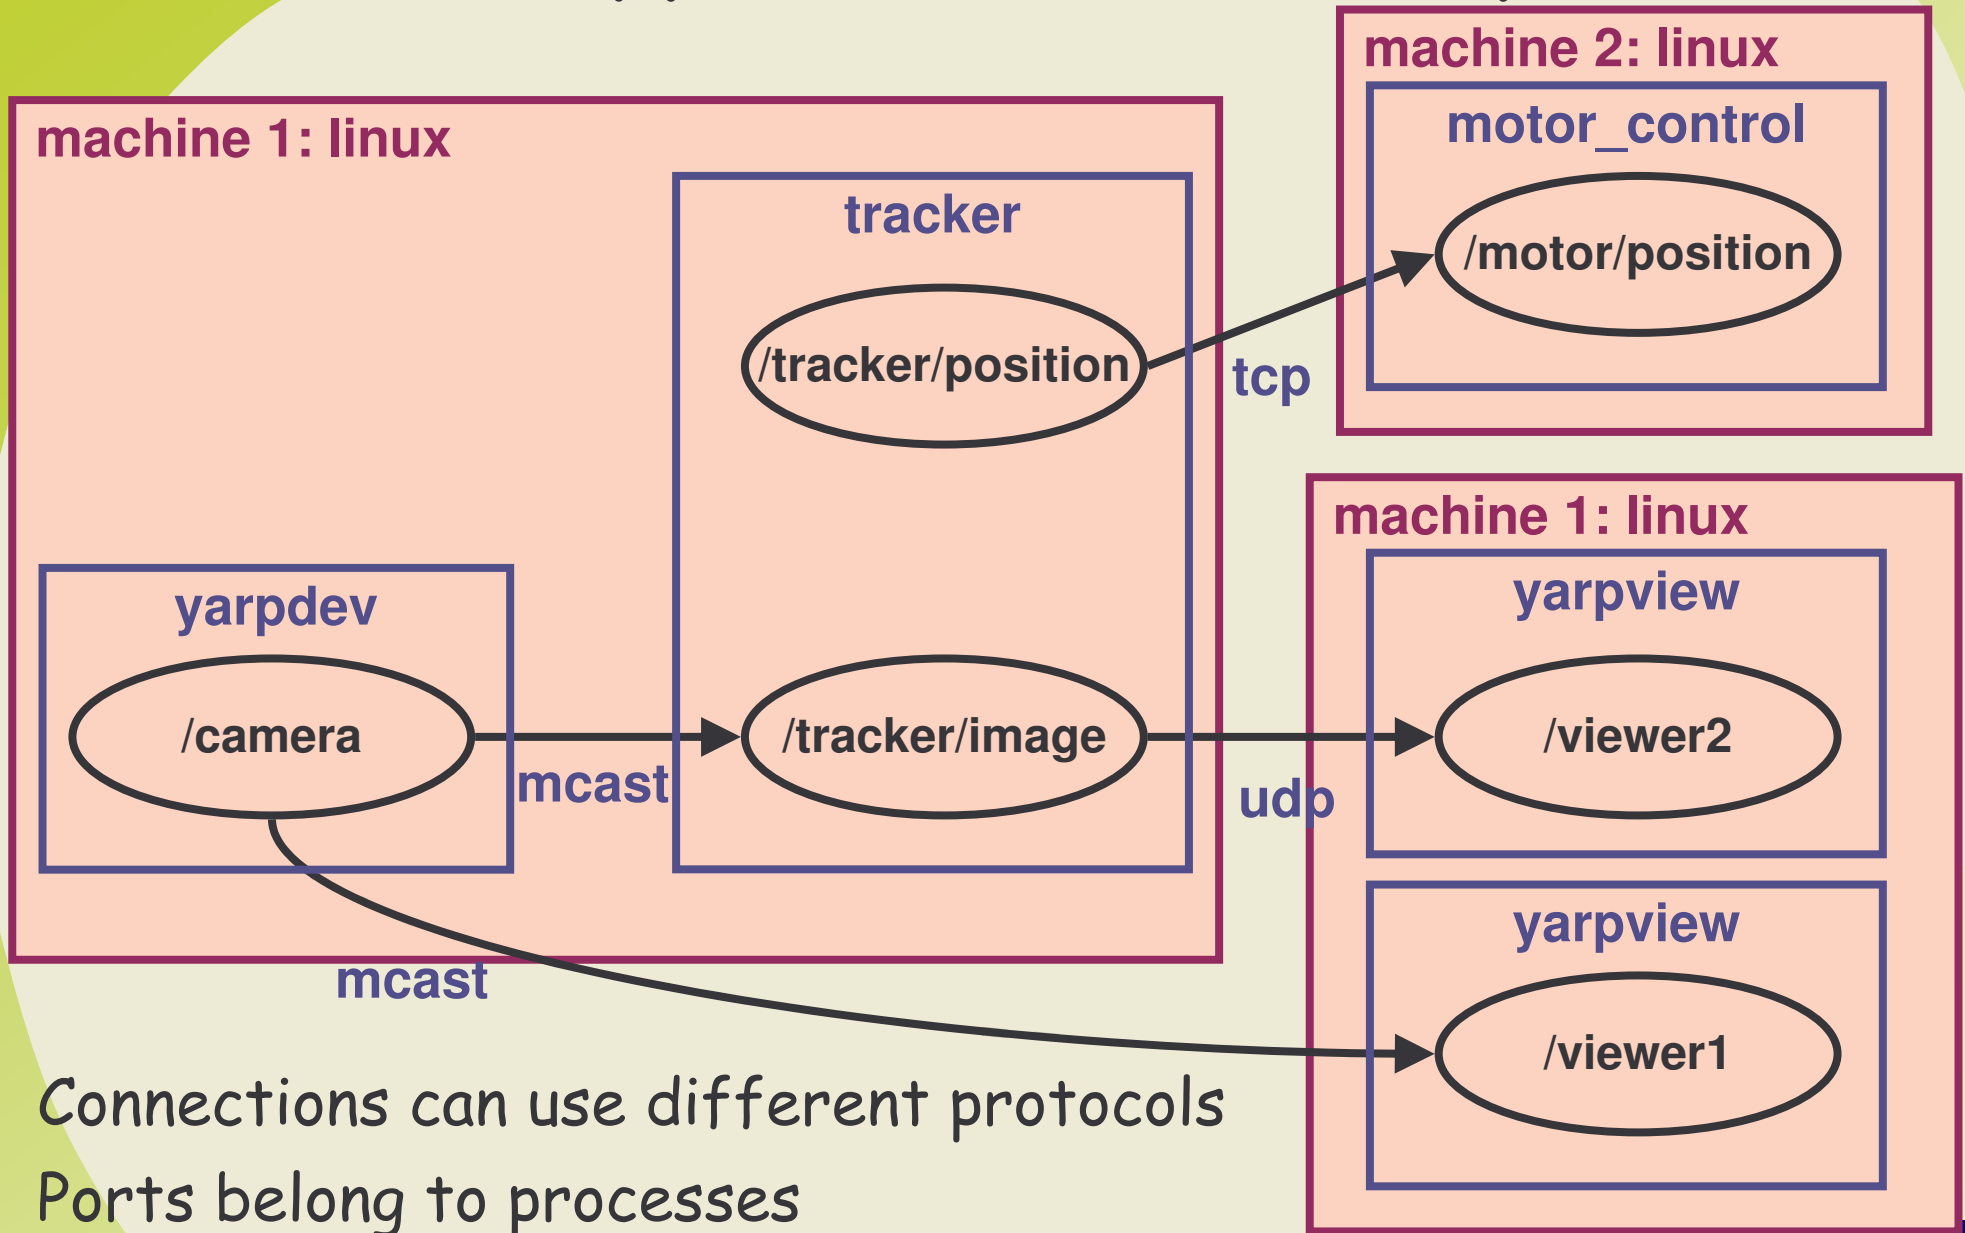 machine 2: linux
motor_control
/motor/position
machine 1: linux
tracker
/tracker/position
tcp
yarpdev
/camera
mcast
/tracker/image
udp
mcast
machine 1: linux
yarpview
/viewer2
yarpview
/viewer1
Connections can use different protocols
Ports belong to processes